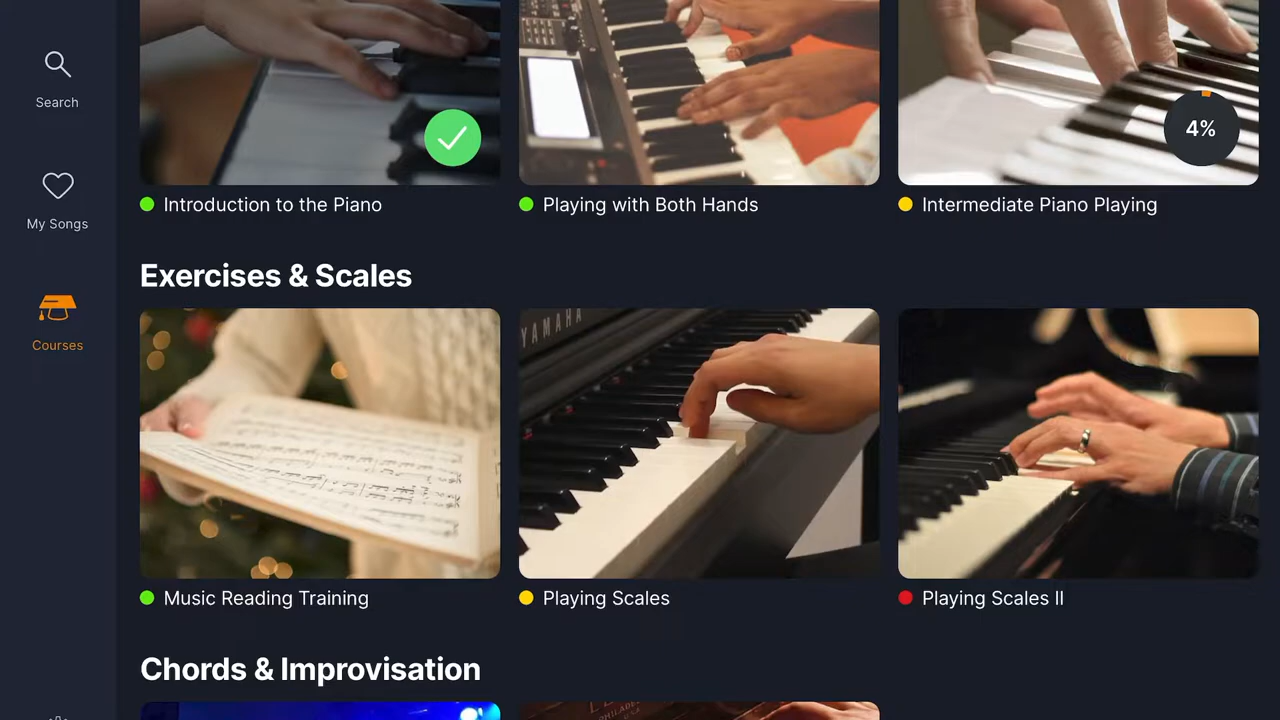 Search
My Songs
Courses
4%
Introduction to the Piano
Playing with Both Hands
Intermediate Piano Playing
Exercises & Scales
YAMAHA
Music Reading Training
Playing Scales
Playing Scales II
Chords & Improvisation